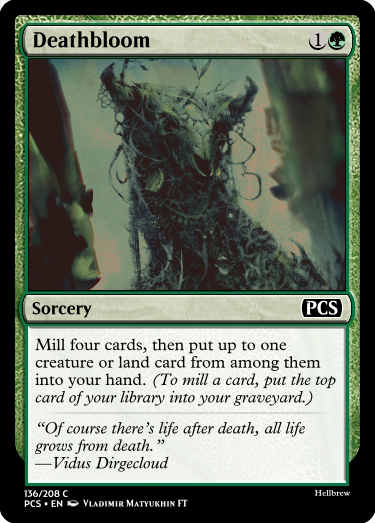 Deathbloom 1
Sorcery PCS
Mill four cards, then put up to one
creature or land card from among them
into your hand. (To mill a card, put the top
card of your library into your graveyard.)
“Of course there’s life after death, all life
grows from death.”
—Vidus Dirgecloud
136/208 C Hellbrew
PCS • EN Vladimir Matyukhin FT